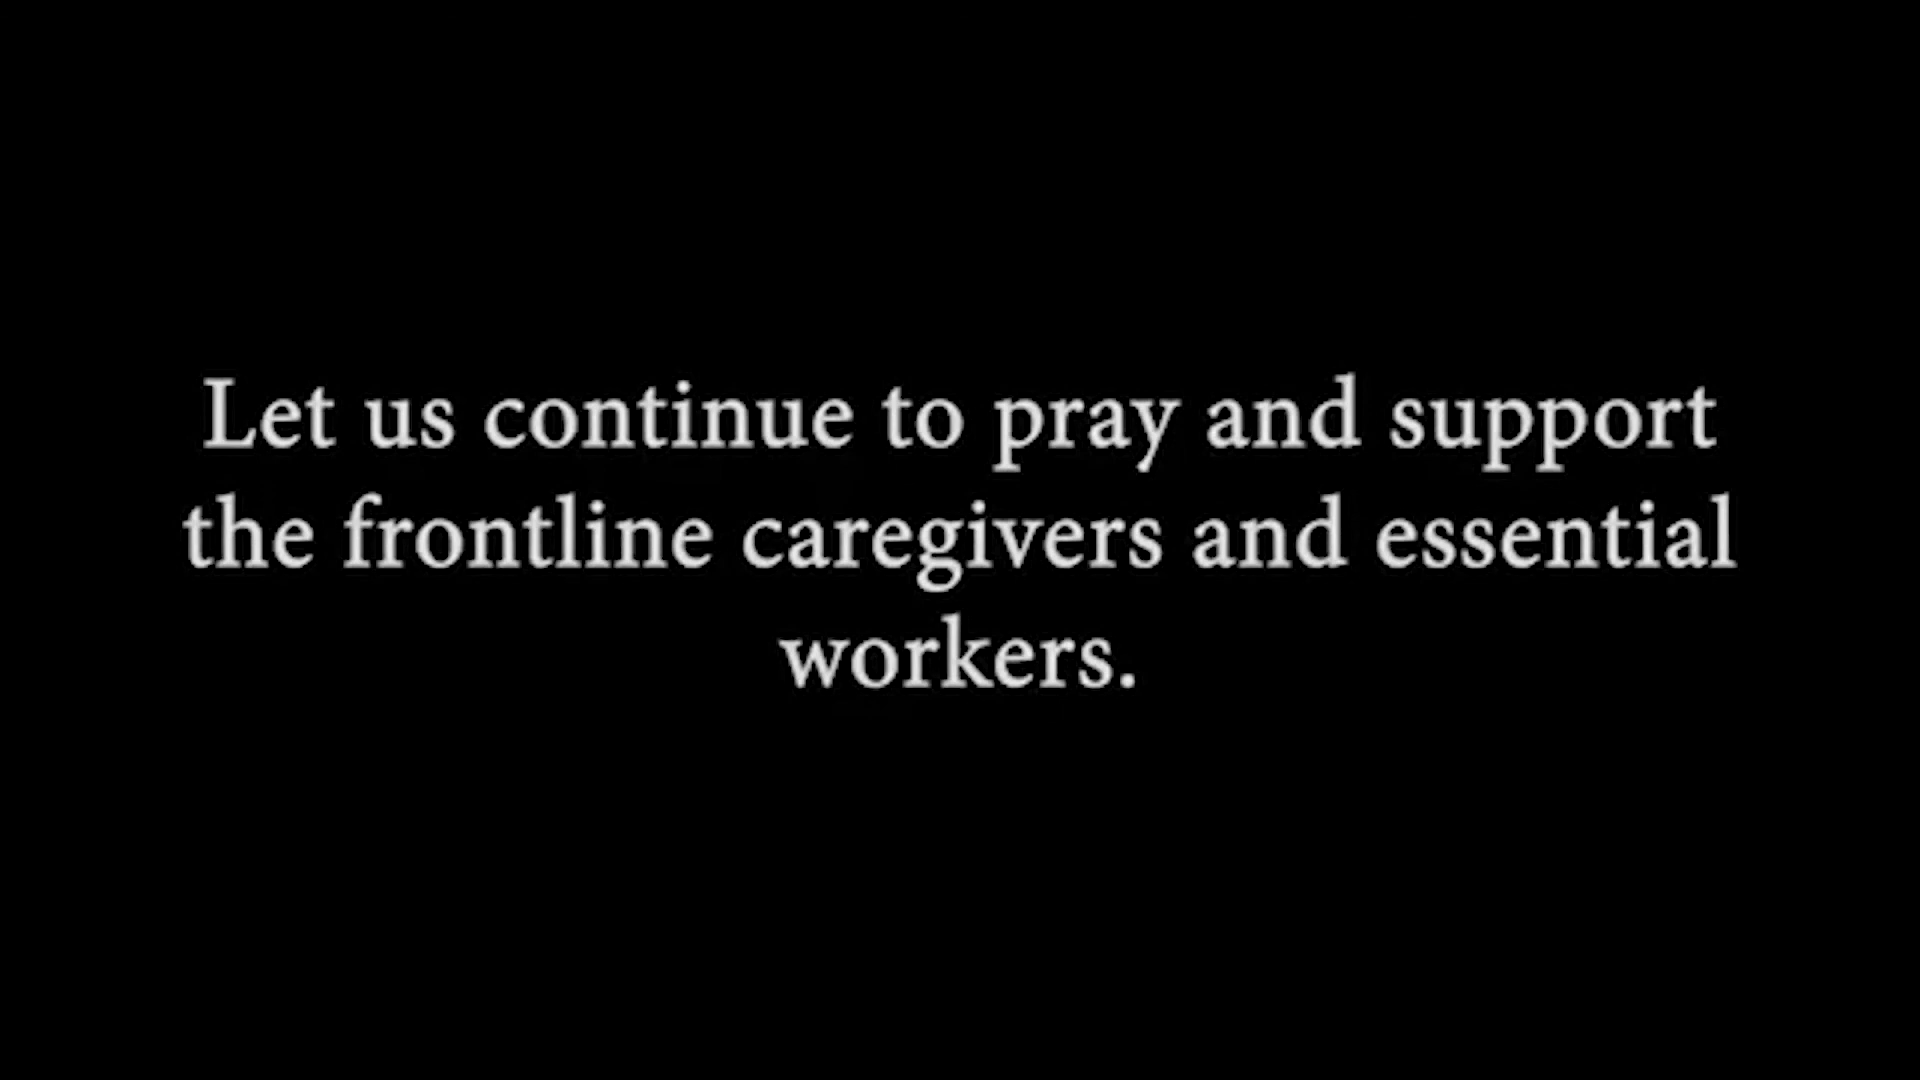 Let us continue to pray and support
the frontline caregivers and essential
workers.